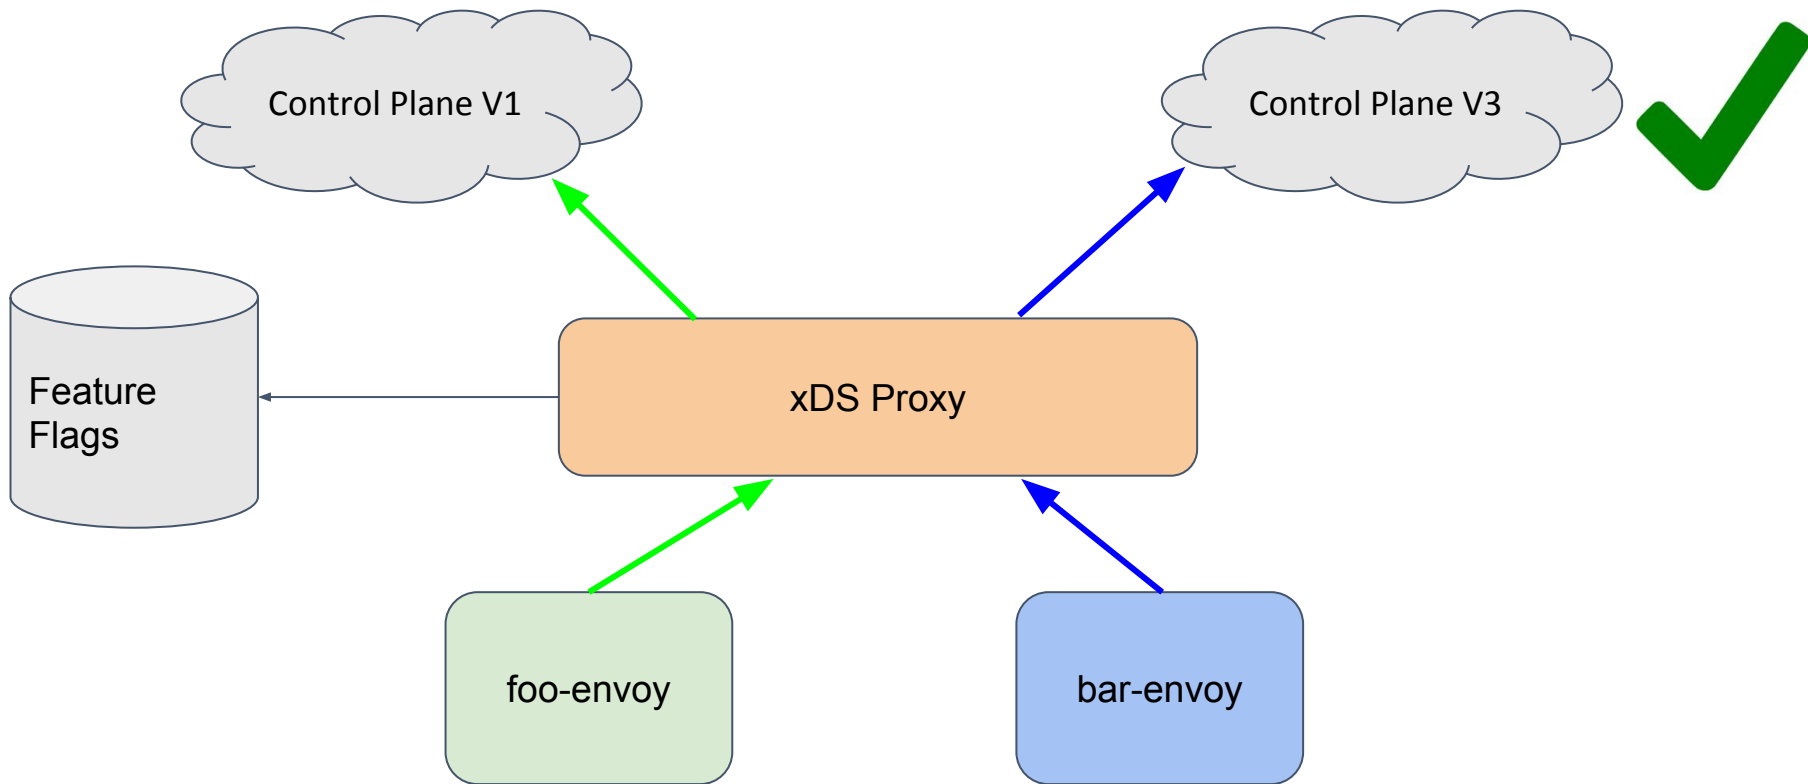 Control Plane V1
Control Plane V3
Feature
Flags
xDS Proxy
foo-envoy
bar-envoy